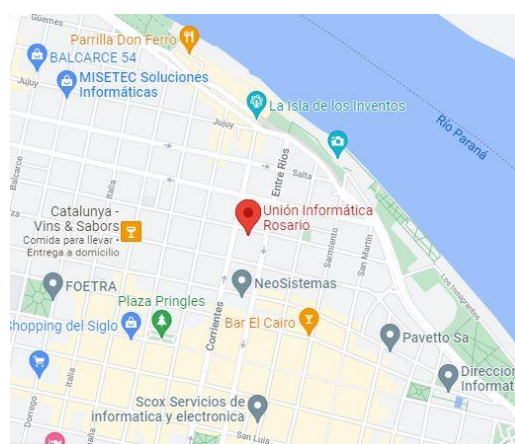 Güemes
Parrilla Don Ferro
BALCARCE 54
MISETEC Soluciones
Informáticas
Jujuy
La Isla de los Inventos
Jujuy
Río Paraná
Balcarce
Italia
Entre Ríos
Salta
Catalunya -
Vins & Sabors
Comida para llevar •
Entrega a domicilio
Unión Informática
Rosario
Sarmiento
San Martín
Los Inmigrantes
FOETRA
NeoSistemas
Plaza Pringles
Shopping del Siglo
Corrientes
Bar El Cairo
Pavetto Sa
Direccion
Informat
Italia
Dorrego
Scox Servicios de
informatica y electronica
San Luis